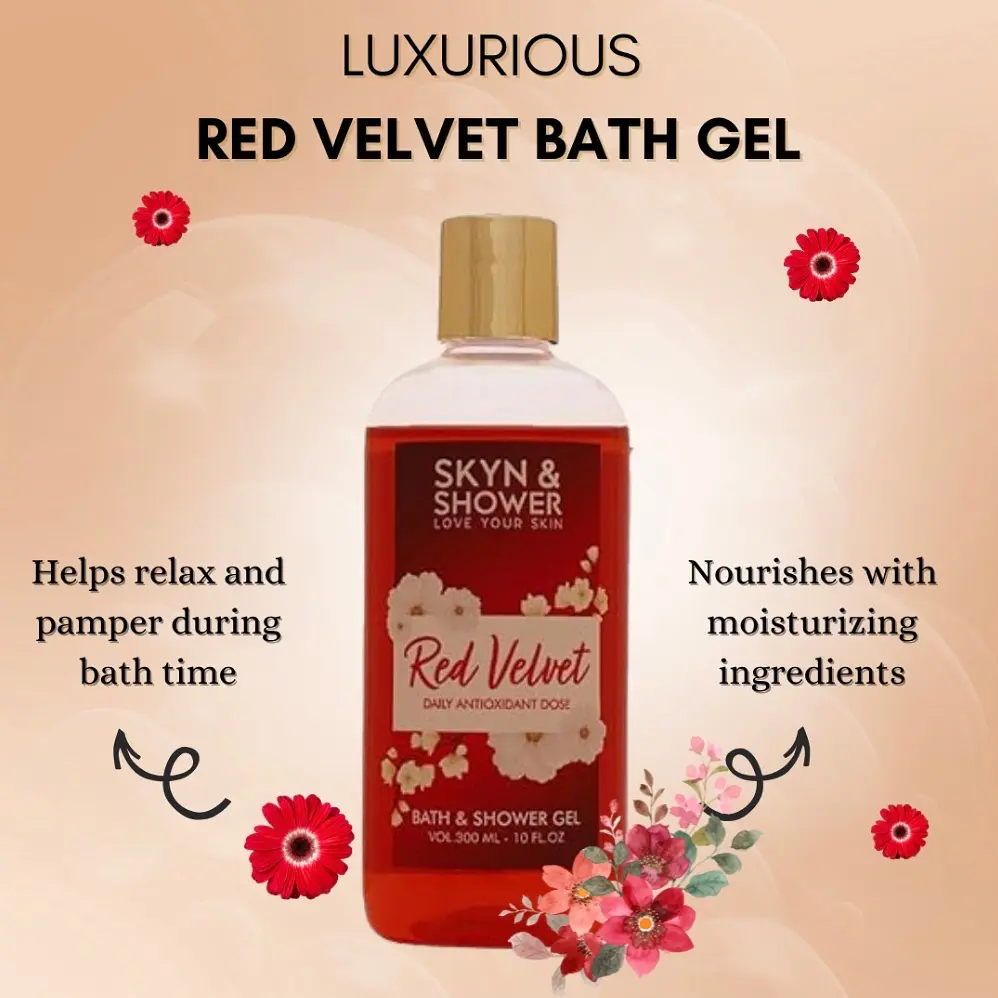 LUXURIOUS
RED VELVET BATH GEL
SKYN &
SHOWER
LOVE YOUR SKIN
Helps relax and
pamper during
bath time
Nourishes with
moisturizing
ingredients
Red Velvet
DAILY ANTIOXIDANT DOSE
BATH & SHOWER GEL
VOL.300 ML - 10 FL.OZ